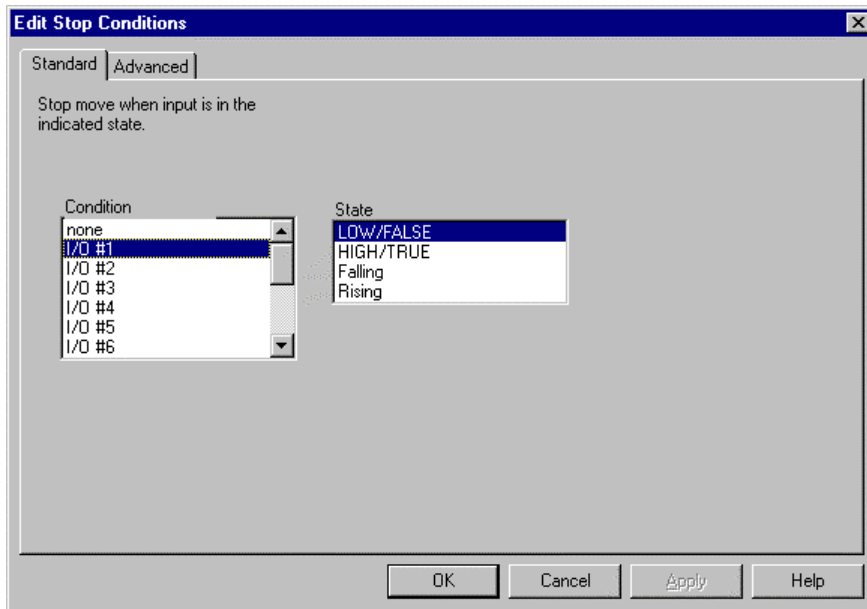 Edit Stop Conditions
Standard
Advanced
Stop move when input is in the
indicated state.
Condition
none
I/O #1
I/O #2
I/O #3
I/O #4
I/O #5
I/O #6
State
LOW/FALSE
HIGH/TRUE
Falling
Rising
OK
Cancel
Apply
Help